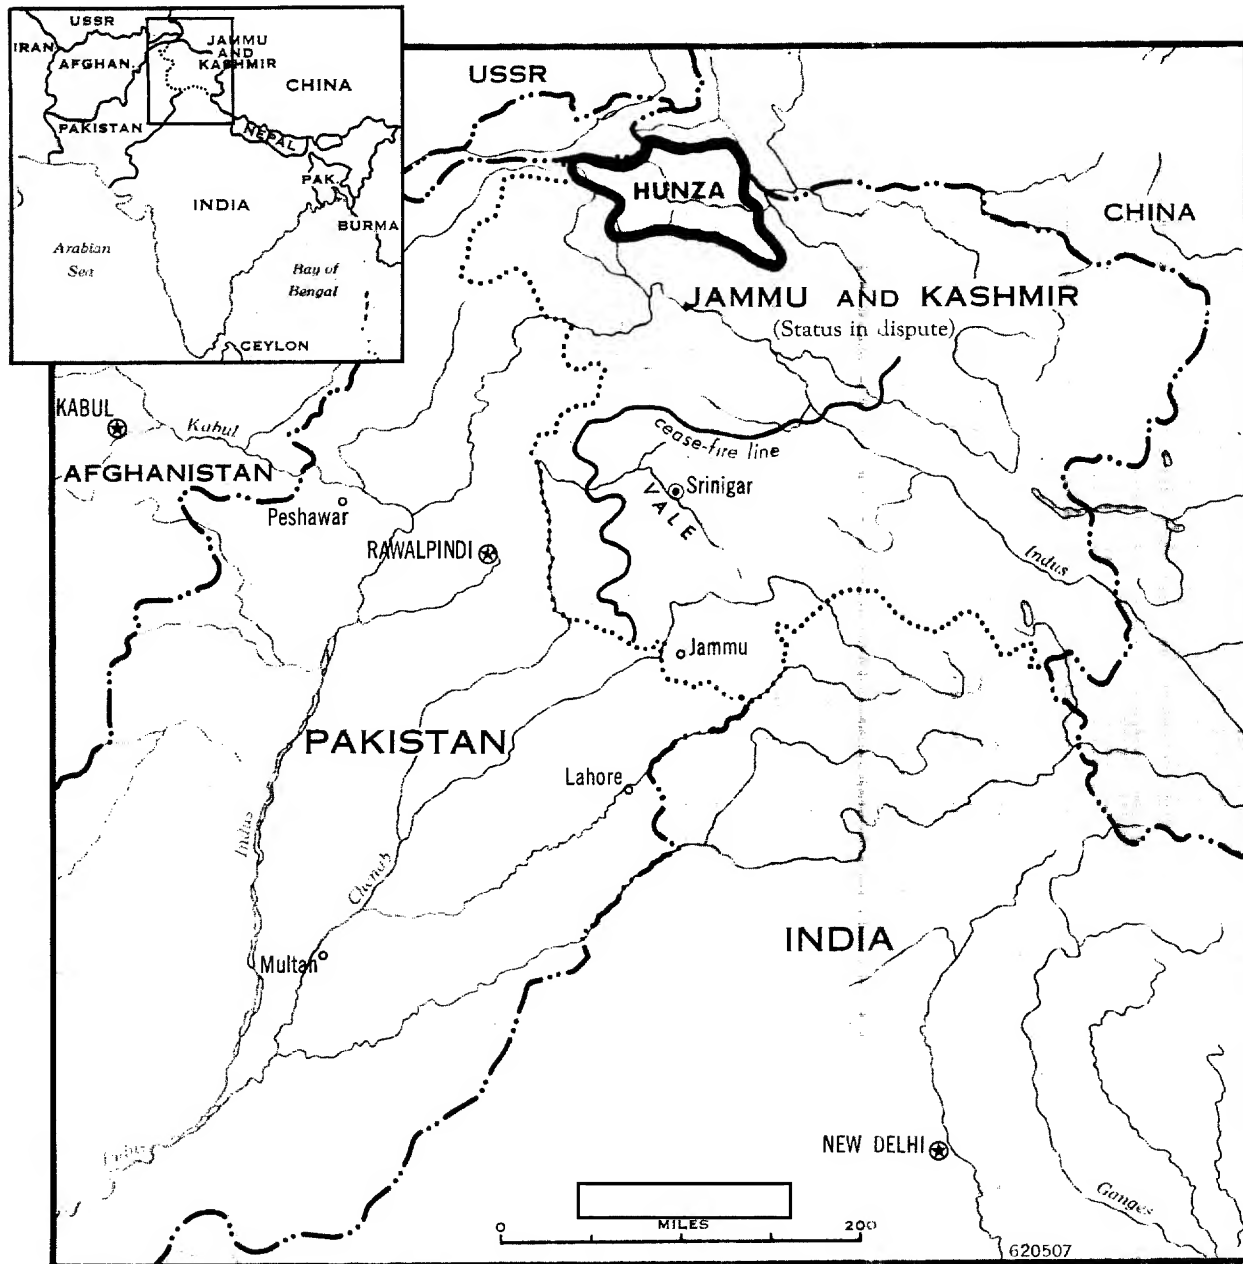 USSR
IRAN
AFGHAN.
JAMMU
AND
KASHMIR
CHINA
PAKISTAN
NEPAL
PAK.
INDIA
BURMA
Arabian
Sea
Bay of
Bengal
CEYLON
USSR
HUNZA
CHINA
JAMMU AND KASHMIR
(Status in dispute)
KABUL
Kabul
cease-fire line
AFGHANISTAN
Peshawar
Srinigar
VALE
RAWALPINDI
Indus
Jammu
PAKISTAN
Lahore
Indus
Chenab
INDIA
Multan
NEW DELHI
Indus
Ganges
0
MILES
200
620507